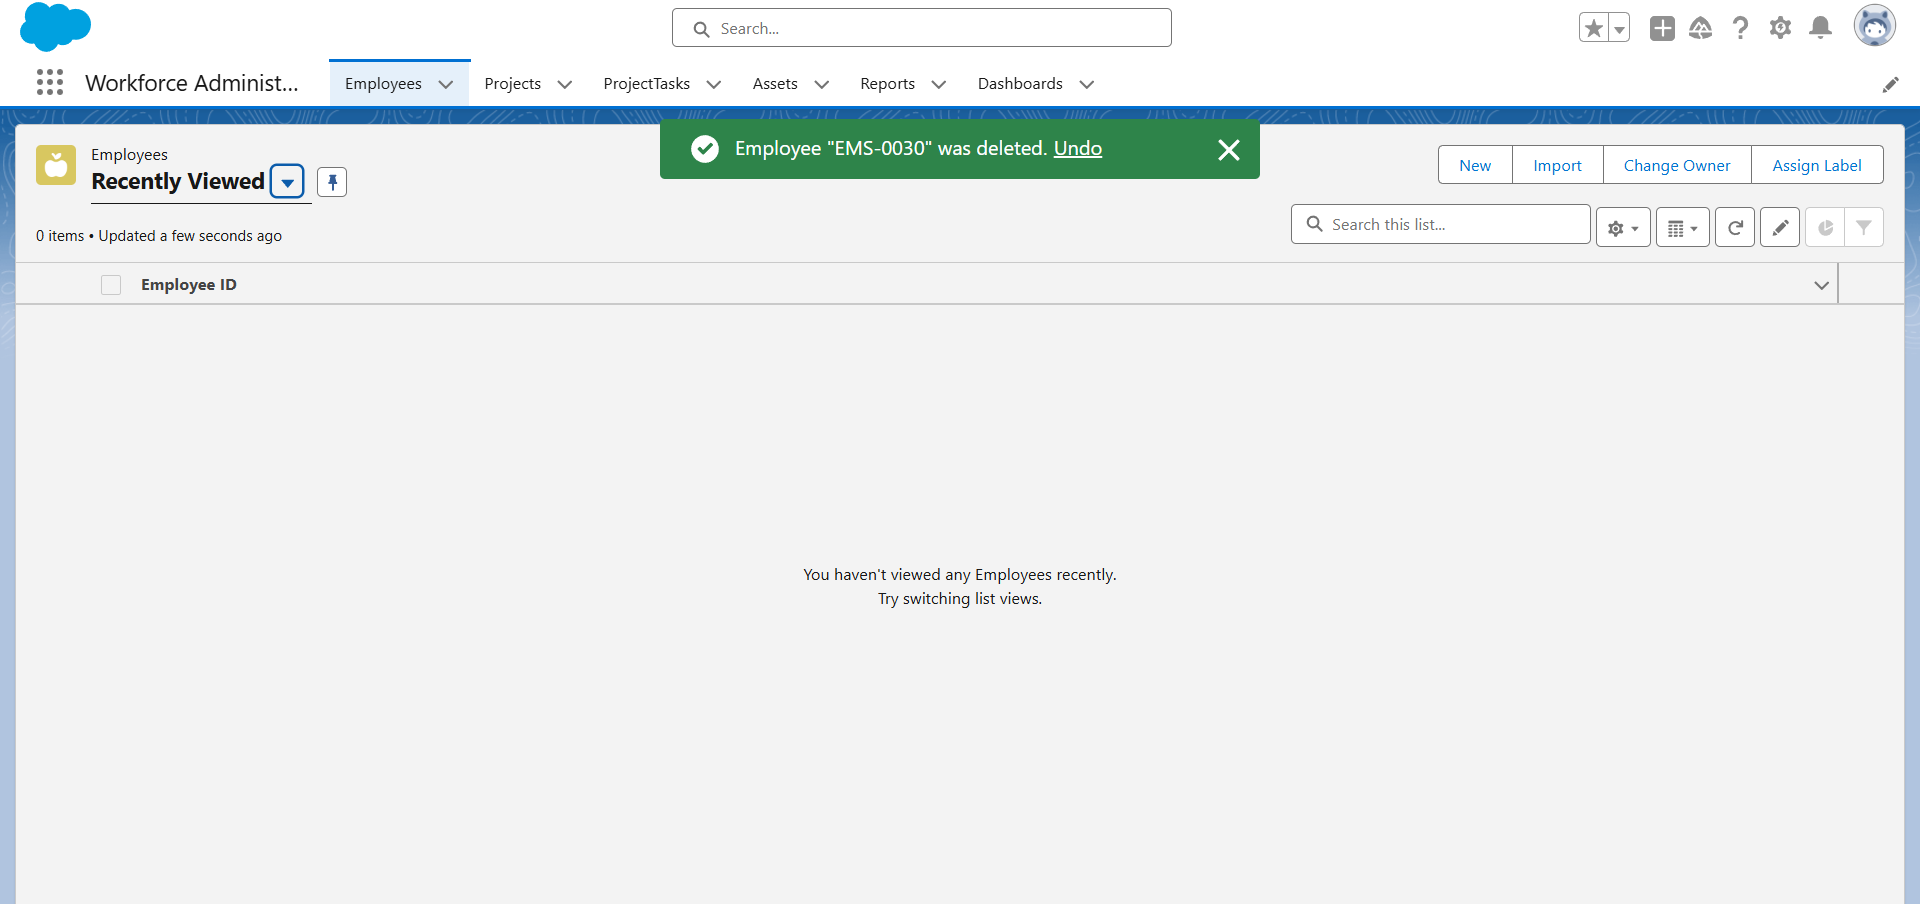 Search...
Workforce Administ...
Employees
Projects
ProjectTasks
Assets
Reports
Dashboards
Employee "EMS-0030" was deleted. Undo
Employees
Recently Viewed
New
Import
Change Owner
Assign Label
0 items • Updated a few seconds ago
Search this list...
Employee ID
You haven't viewed any Employees recently.
Try switching list views.